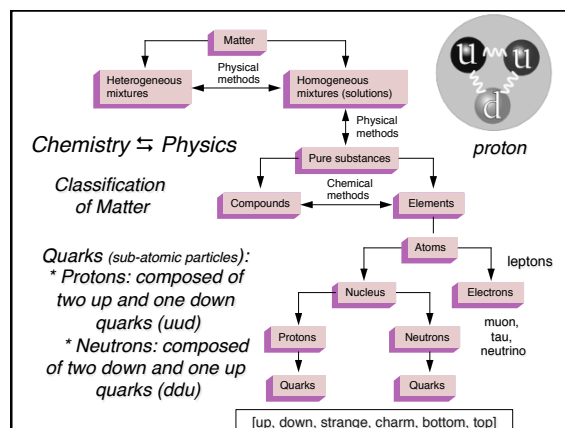 Matter
Physical
methods
Heterogeneous
mixtures
Homogeneous
mixtures (solutions)
u u
d
proton
Physical
methods
Chemistry ⇆ Physics
Pure substances
Classification
of Matter
Chemical
methods
Compounds
Elements
Atoms
leptons
Quarks (sub-atomic particles):
* Protons: composed of
two up and one down
quarks (uud)
* Neutrons: composed
of two down and one up
quarks (ddu)
Nucleus
Electrons
muon,
tau,
neutrino
Protons
Neutrons
Quarks
Quarks
[up, down, strange, charm, bottom, top]